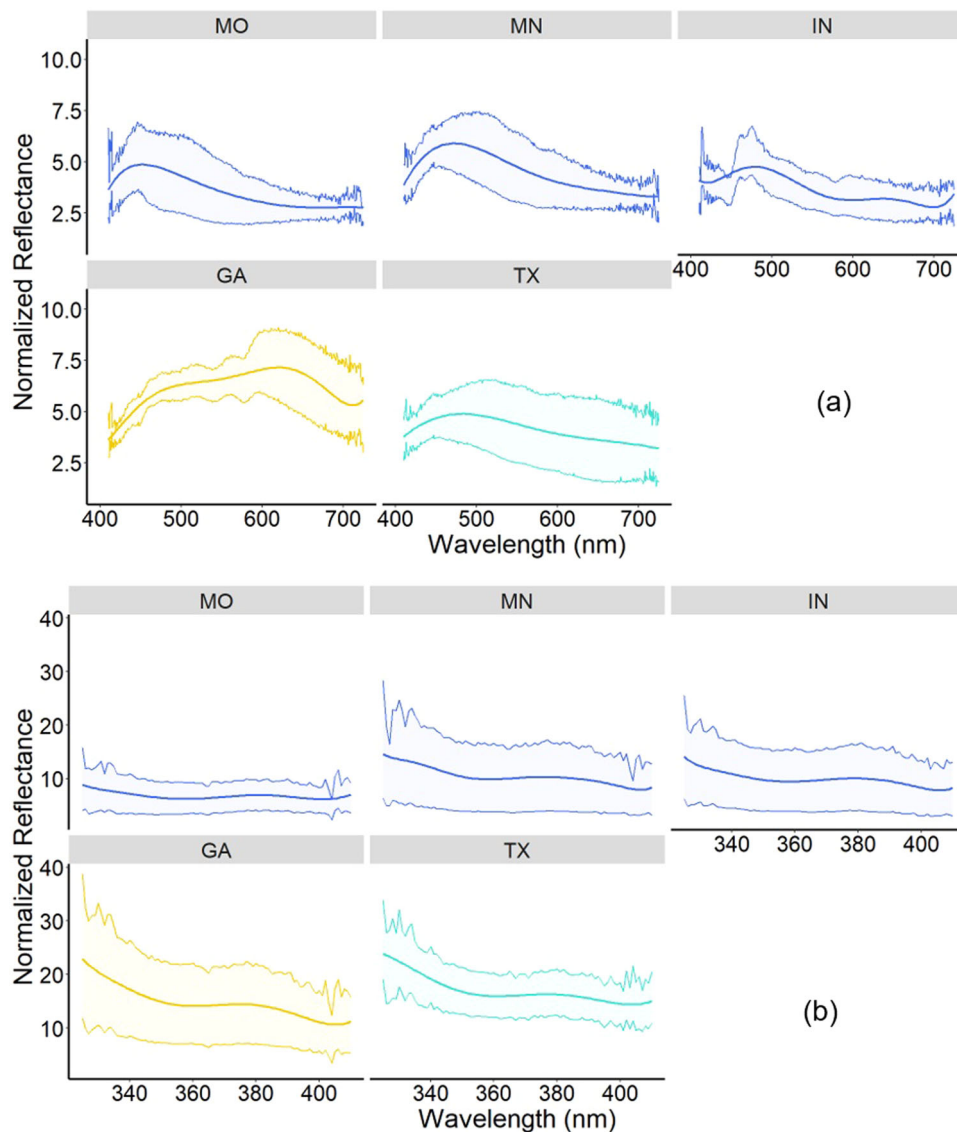 MO MN IN
10.0
7.5
5.0
2.5
400 500 600 700
GA TX
10.0
7.5
5.0
2.5
400 500 600 700 400 500 600 700
Normalized Reflectance
Wavelength (nm)
(a)
MO MN IN
40
30
20
10
340 360 380 400
GA TX
40
30
20
10
340 360 380 400 340 360 380 400
Normalized Reflectance
Wavelength (nm)
(b)